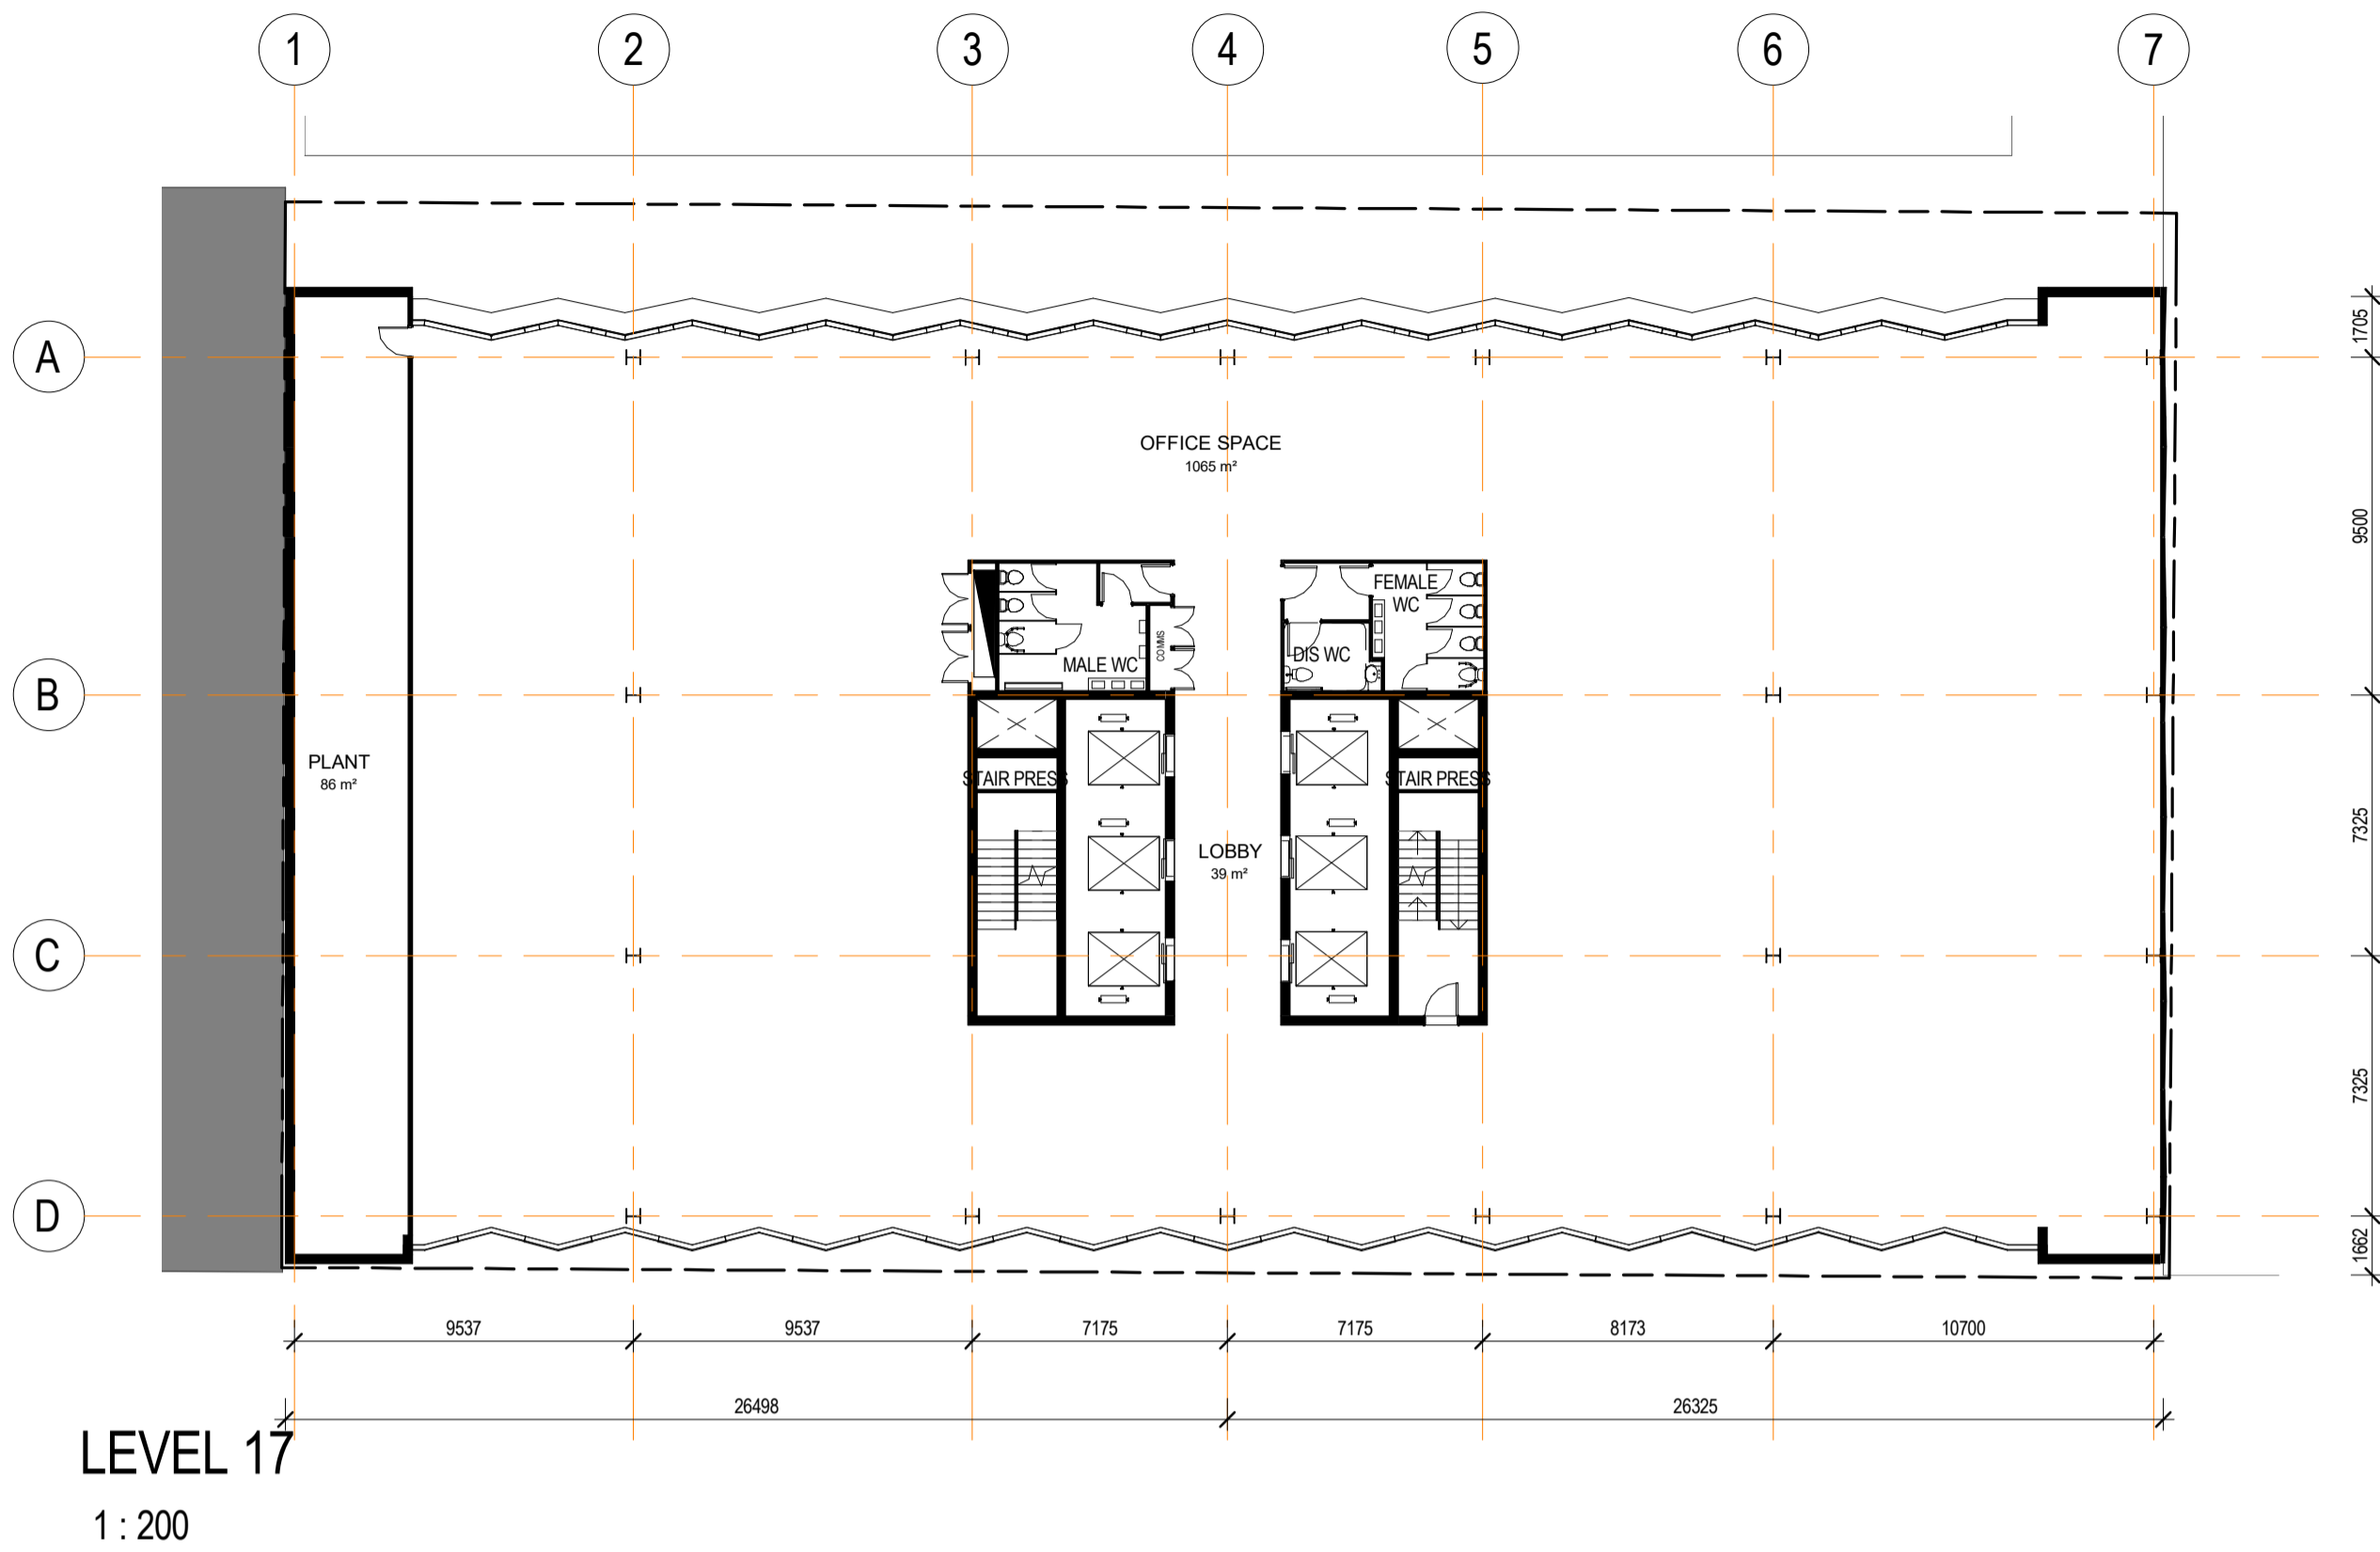 1 2 3 4 5 6 7
1705
A
OFFICE SPACE
1065 m²
9500
FEMALE
WC
COMMS
DIS WC
MALE WC
B
PLANT
86 m²
STAIR PRESS
STAIR PRESS
7325
LOBBY
39 m²
C
7325
D
1662
9537 9537 7175 7175 8173 10700
26498 26325
LEVEL 17
1 : 200